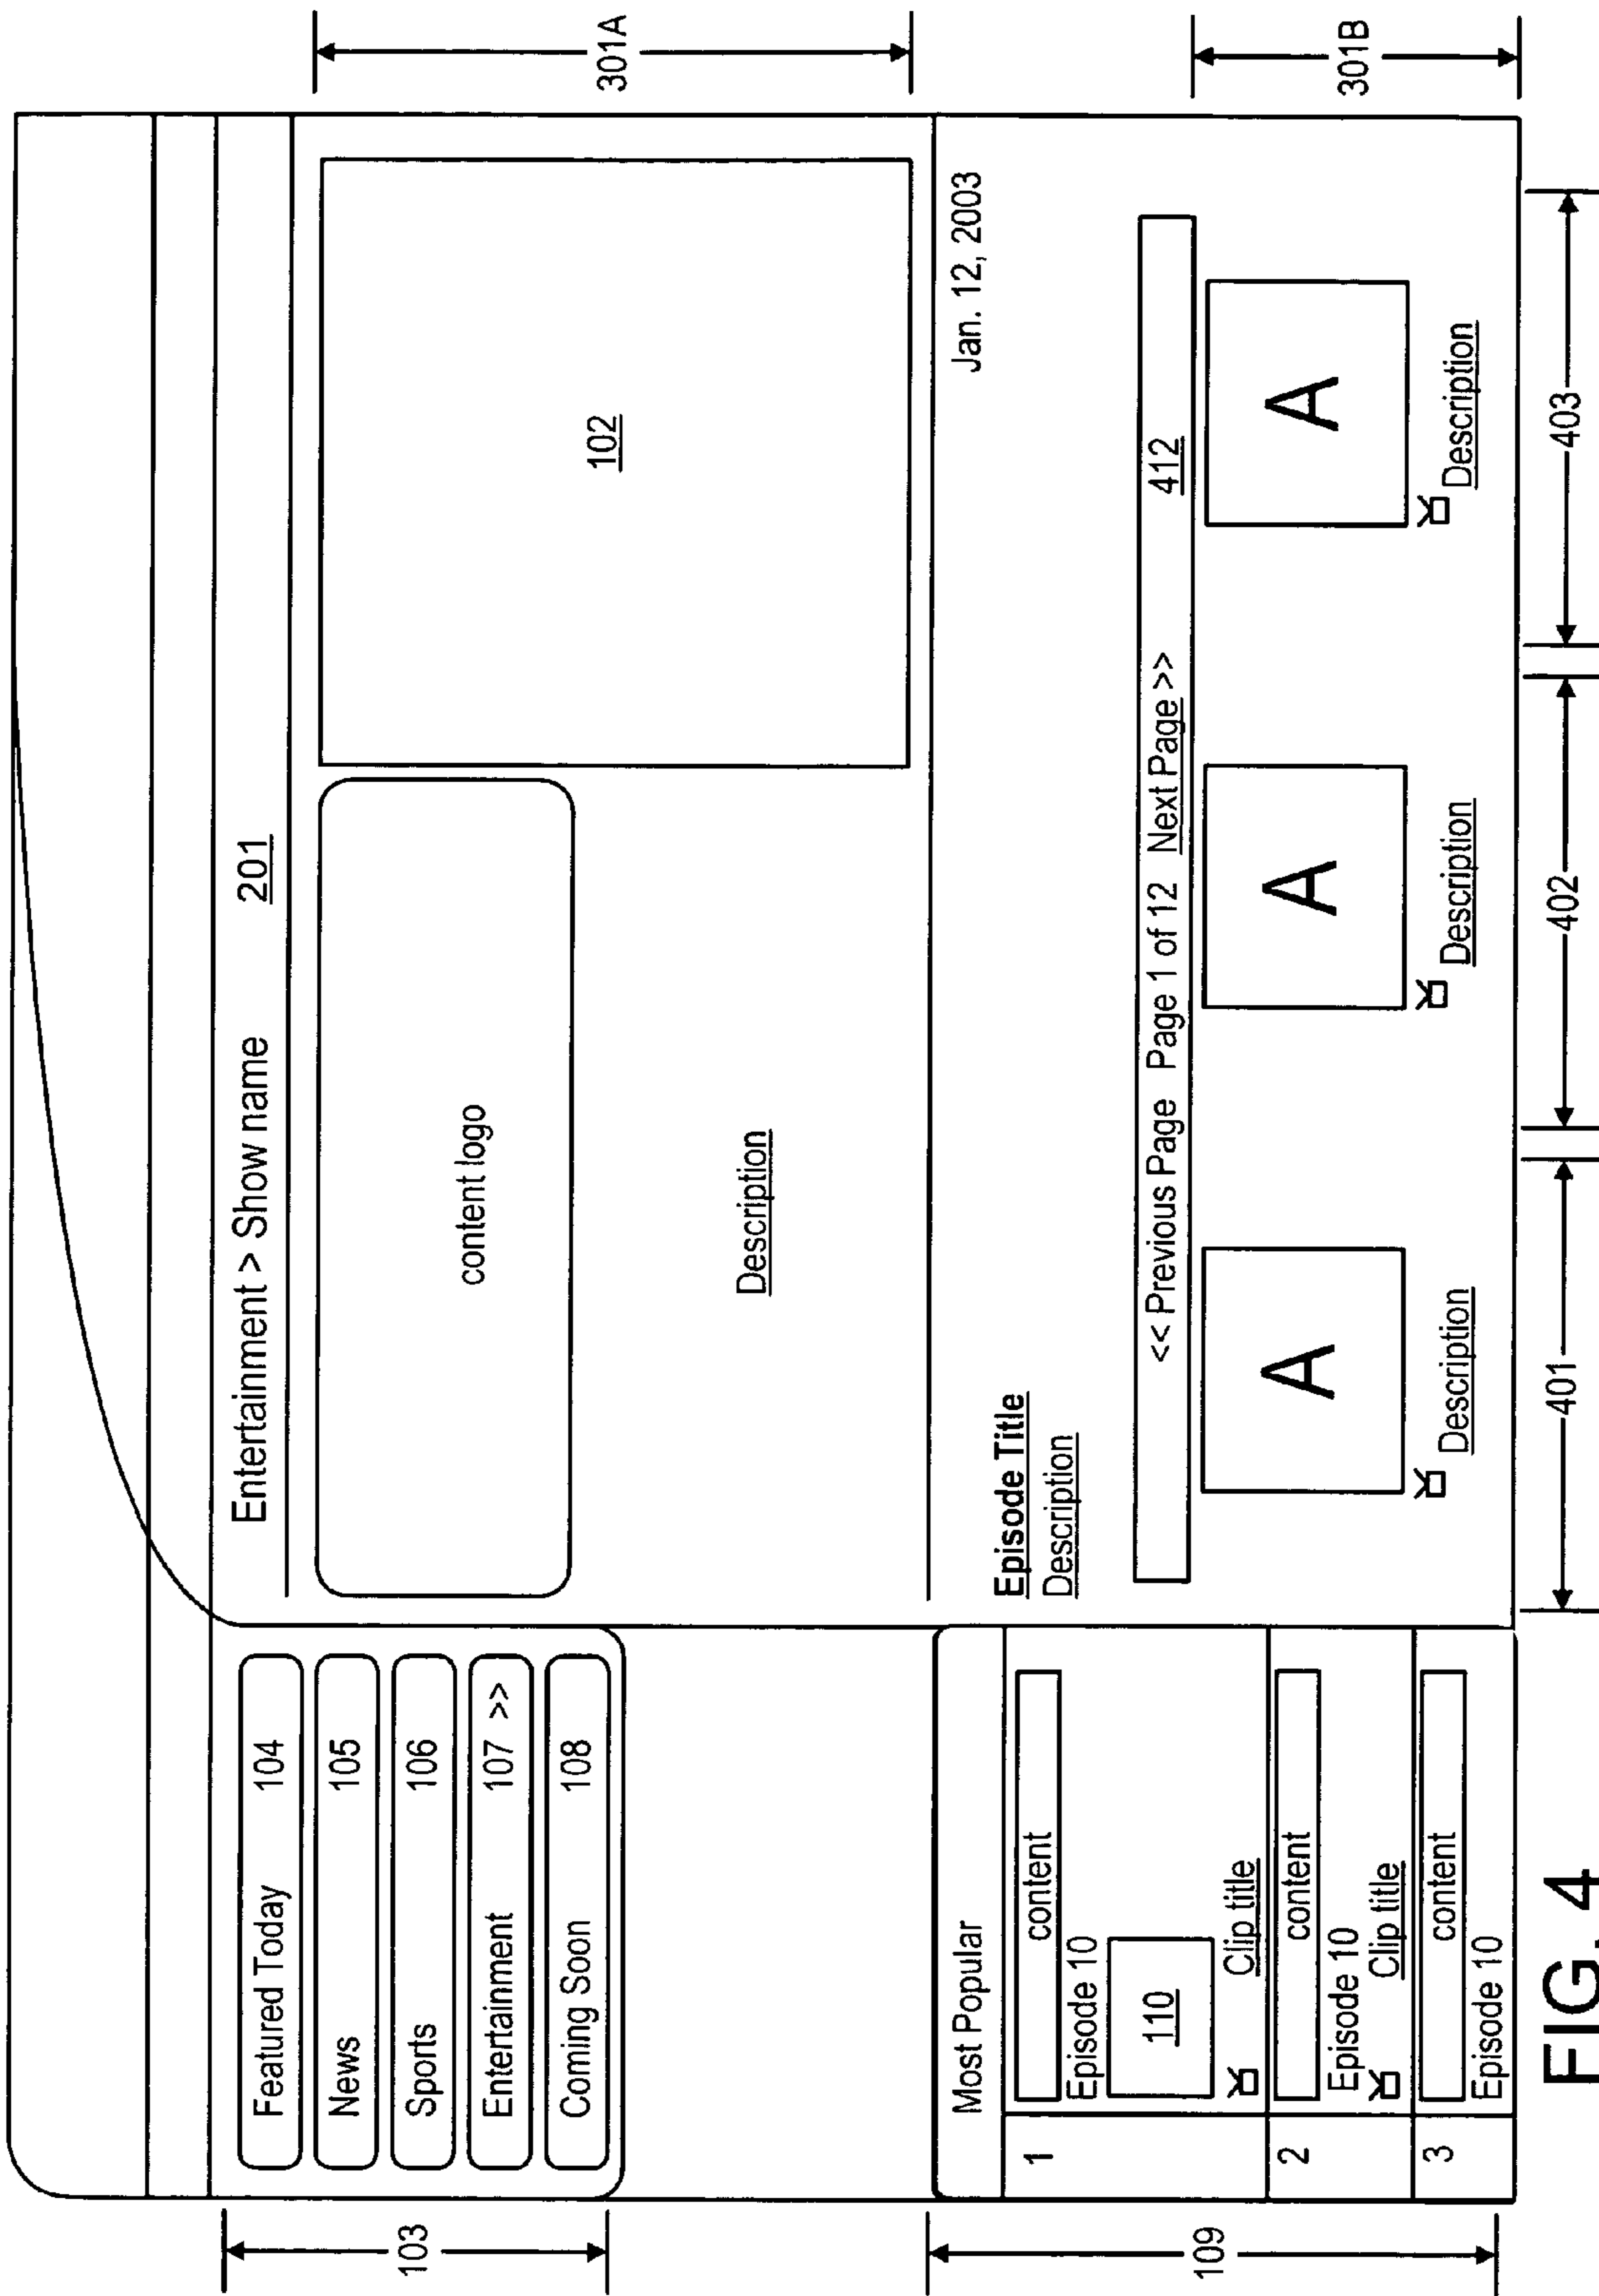 Entertainment > Show name 201
103
Featured Today 104
News 105
Sports 106
Entertainment 107 >>
Coming Soon 108
content logo
Description
102
301A
109
Most Popular
1
content
Episode 10
110
Clip title
2
content
Episode 10
Clip title
3
content
Episode 10
Jan. 12, 2003
Episode Title
Description
<< Previous Page Page 1 of 12 Next Page >> 412
A
A
A
Description
Description
Description
301B
401
402
403
FIG. 4